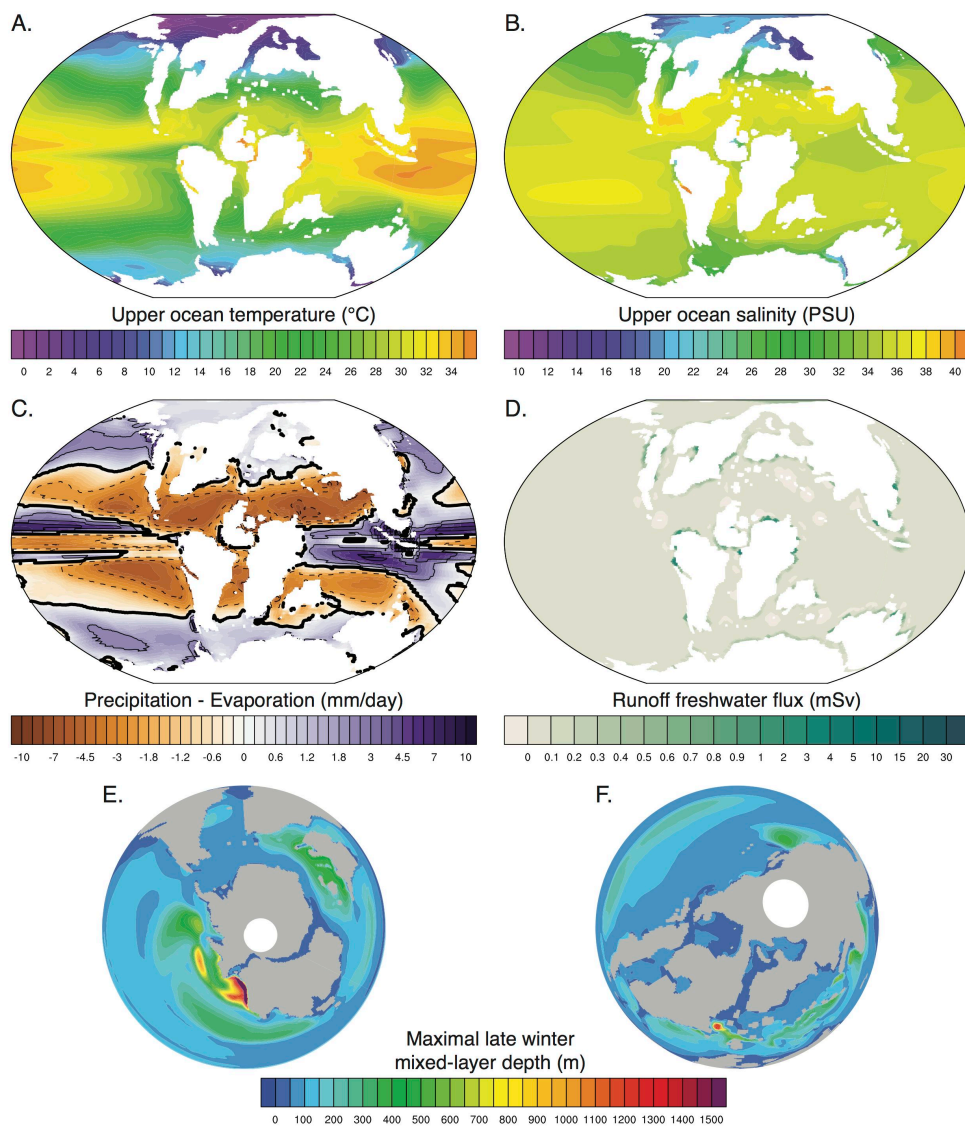 A.
B.
Upper ocean temperature (°C)
0 2 4 6 8 10 12 14 16 18 20 22 24 26 28 30 32 34
Upper ocean salinity (PSU)
10 12 14 16 18 20 22 24 26 28 30 32 34 36 38 40
C.
D.
Precipitation - Evaporation (mm/day)
-10 -7 -4.5 -3 -1.8 -1.2 -0.6 0 0.6 1.2 1.8 3 4.5 7 10
Runoff freshwater flux (mSv)
0 0.1 0.2 0.3 0.4 0.5 0.6 0.7 0.8 0.9 1 2 3 4 5 10 15 20 30
E.
F.
Maximal late winter
mixed-layer depth (m)
0 100 200 300 400 500 600 700 800 900 1000 1100 1200 1300 1400 1500